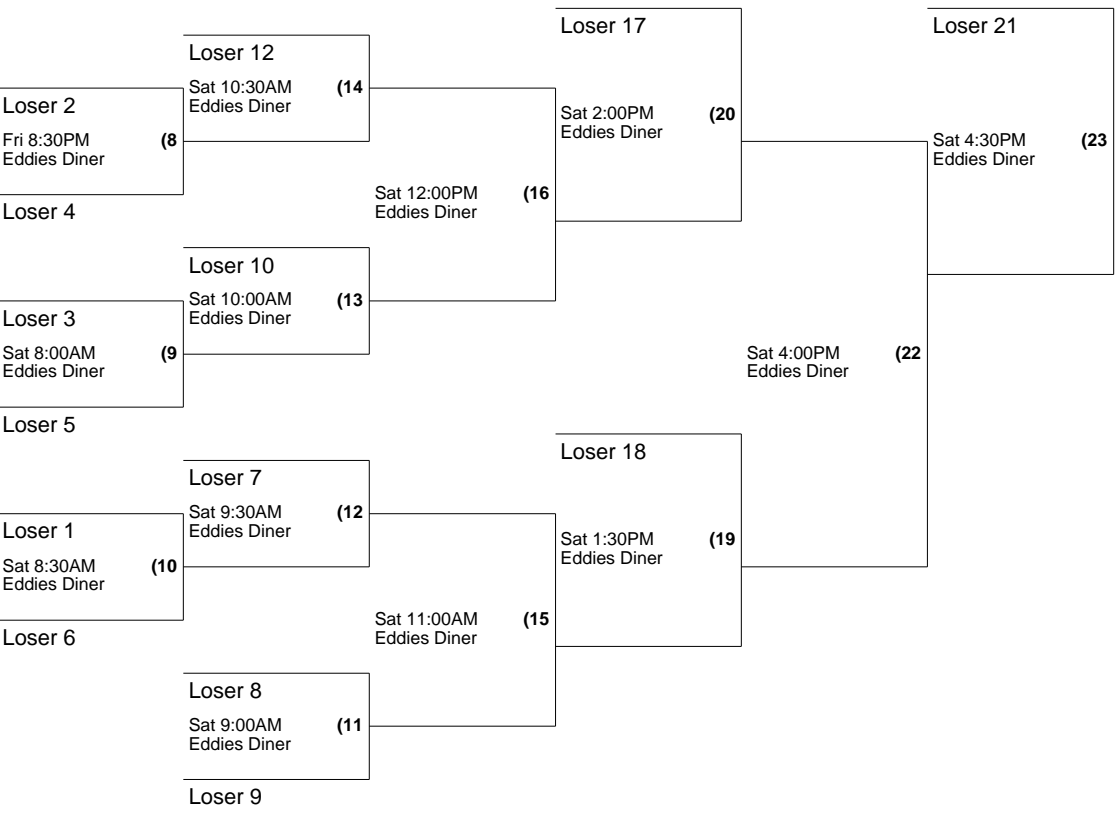 Loser 17
Loser 21
Loser 12
Sat 10:30AM (14
Eddies Diner
Loser 2
Sat 2:00PM (20
Eddies Diner
Fri 8:30PM (8
Eddies Diner
Sat 4:30PM (23
Eddies Diner
Sat 12:00PM (16
Eddies Diner
Loser 4
Loser 10
Sat 10:00AM (13
Eddies Diner
Loser 3
Sat 8:00AM (9
Eddies Diner
Sat 4:00PM (22
Eddies Diner
Loser 5
Loser 18
Loser 7
Sat 9:30AM (12
Eddies Diner
Loser 1
Sat 1:30PM (19
Eddies Diner
Sat 8:30AM (10
Eddies Diner
Sat 11:00AM (15
Eddies Diner
Loser 6
Loser 8
Sat 9:00AM (11
Eddies Diner
Loser 9